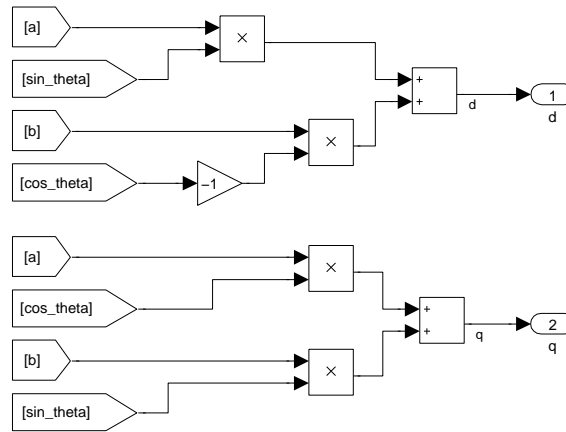 [a]
×
[sin_theta]
+
+
d
1
d
[b]
×
[cos_theta]
–1
[a]
×
[cos_theta]
+
+
q
2
q
[b]
×
[sin_theta]